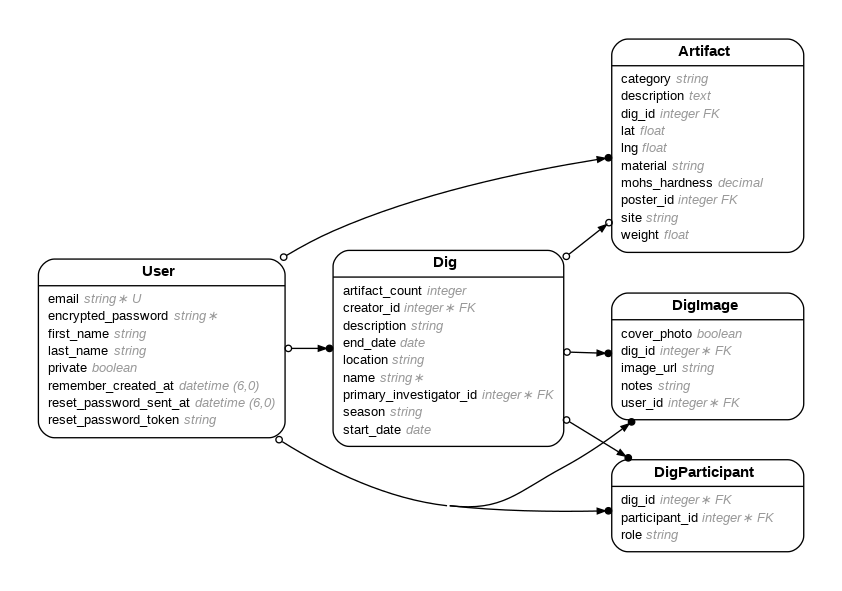 User
email string∗ U
encrypted_password string∗
first_name string
last_name string
private boolean
remember_created_at datetime (6,0)
reset_password_sent_at datetime (6,0)
reset_password_token string
Dig
artifact_count integer
creator_id integer∗ FK
description string
end_date date
location string
name string∗
primary_investigator_id integer∗ FK
season string
start_date date
Artifact
category string
description text
dig_id integer FK
lat float
lng float
material string
mohs_hardness decimal
poster_id integer FK
site string
weight float
DigImage
cover_photo boolean
dig_id integer∗ FK
image_url string
notes string
user_id integer∗ FK
DigParticipant
dig_id integer∗ FK
participant_id integer∗ FK
role string